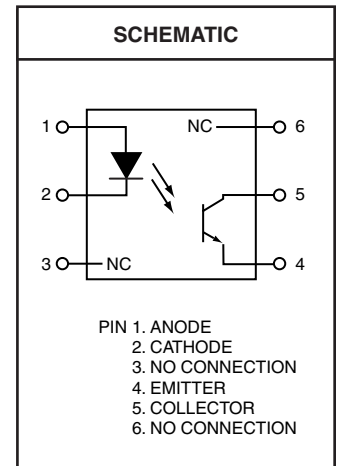 SCHEMATIC
1 NC 6
2 5
3 NC 4
PIN 1. ANODE
2. CATHODE
3. NO CONNECTION
4. EMITTER
5. COLLECTOR
6. NO CONNECTION